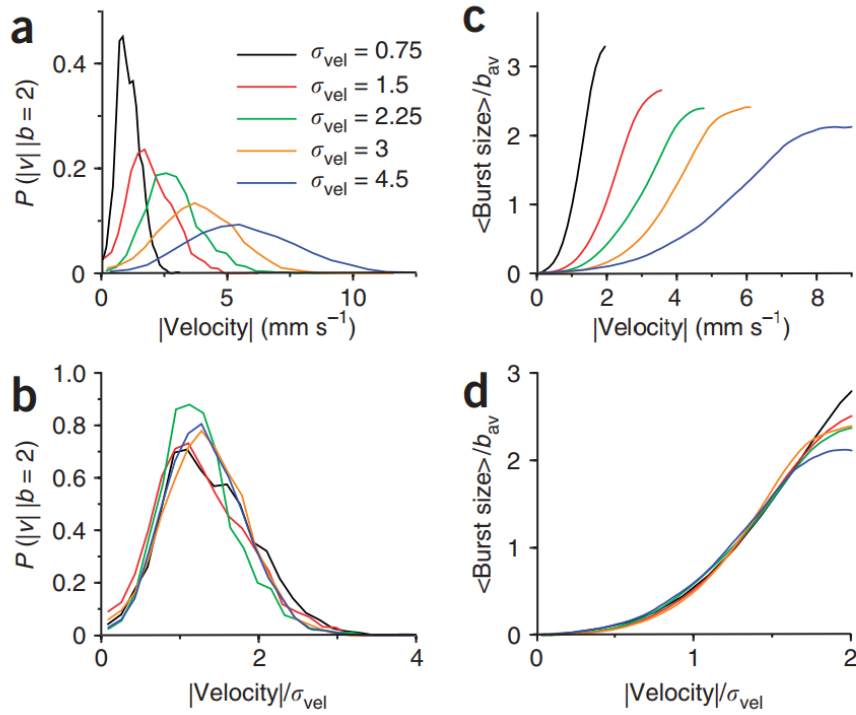 a
P (|v| |b = 2)
0.4
0.2
0
0
5
10
|Velocity| (mm s⁻¹)
σvel = 0.75
σvel = 1.5
σvel = 2.25
σvel = 3
σvel = 4.5
c
<Burst size>/bav
3
2
1
0
0
2
4
6
8
|Velocity| (mm s⁻¹)
b
P (|v| |b = 2)
1.0
0.8
0.6
0.4
0.2
0
0
2
4
|Velocity|/σvel
d
<Burst size>/bav
3
2
1
0
0
1
2
|Velocity|/σvel